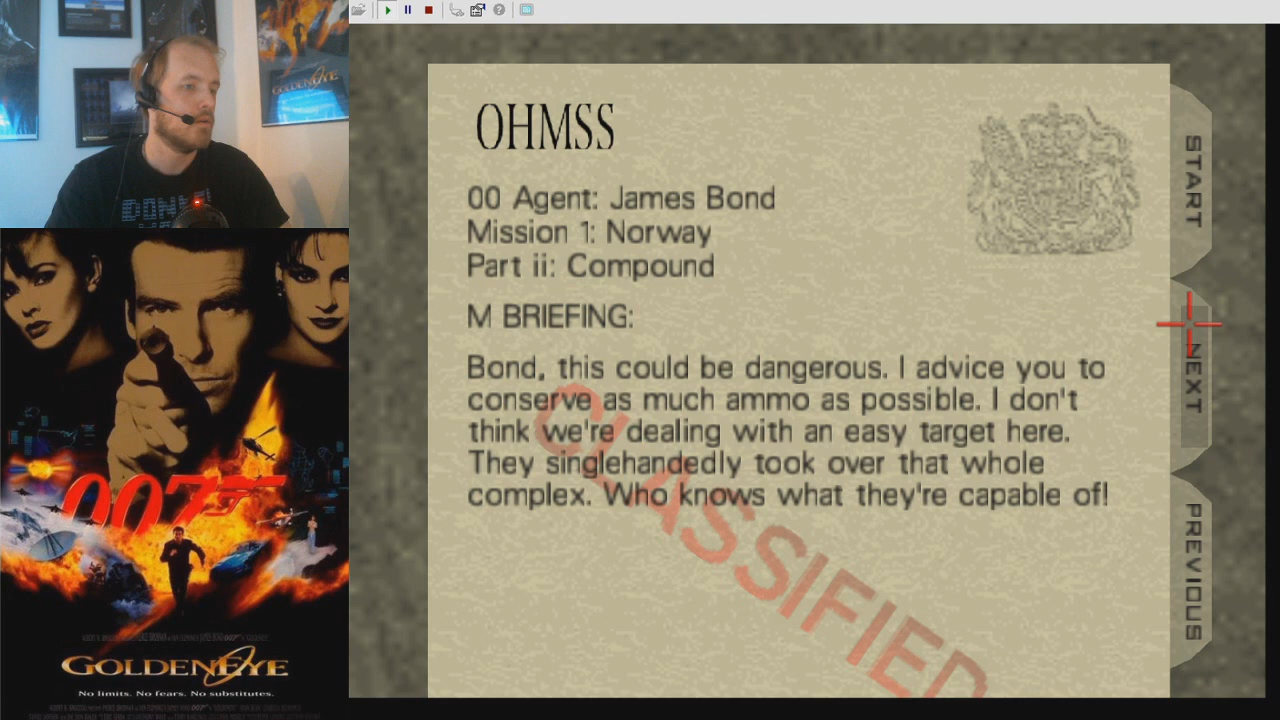 OHMSS
00 Agent: James Bond
Mission 1: Norway
Part ii: Compound
M BRIEFING:
Bond, this could be dangerous. I advice you to
conserve as much ammo as possible. I don't
think we're dealing with an easy target here.
They singlehandedly took over that whole
complex. Who knows what they're capable of!
CLASSIFIED
START
NEXT
PREVIOUS
GOLDENEYE
007
GOLDENEYE
No limits. No fears. No substitutes.